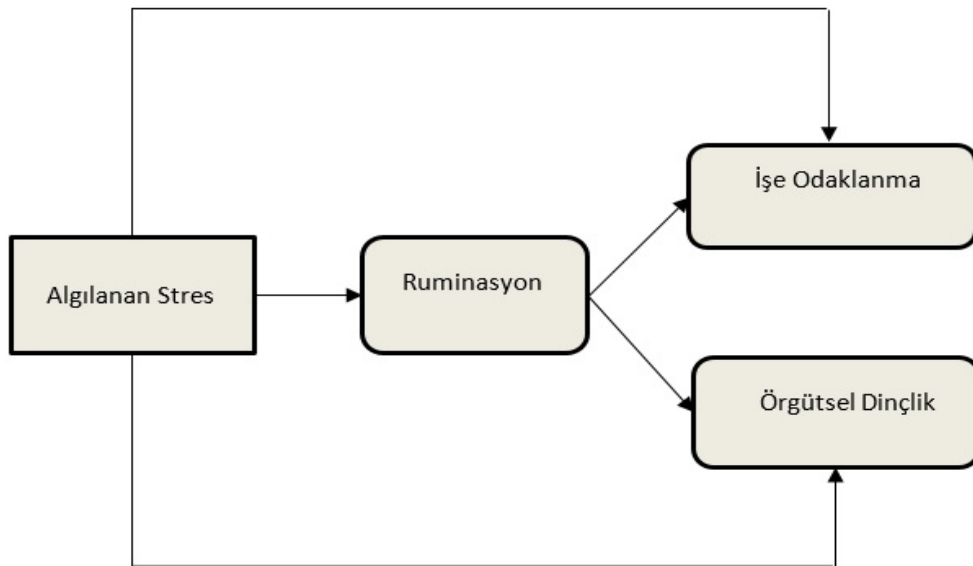 İşe Odaklanma
Algılanan Stres
Ruminasyon
Örgütsel Dinçlik